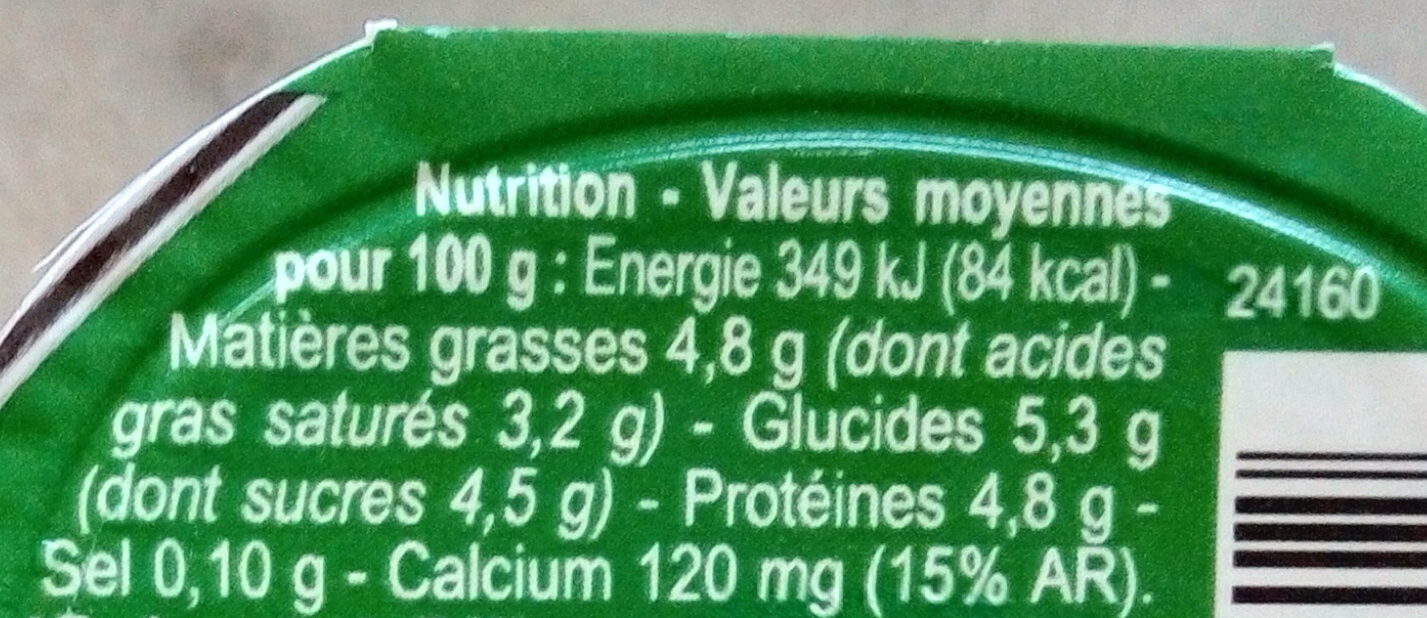 Nutrition - Valeurs moyennes
pour 100 g : Energie 349 kJ (84 kcal) -
Matières grasses 4,8 g (dont acides
gras saturés 3,2 g) - Glucides 5,3 g
(dont sucres 4,5 g) - Protéines 4,8 g -
Sel 0,10 g - Calcium 120 mg (15% AR).
24160